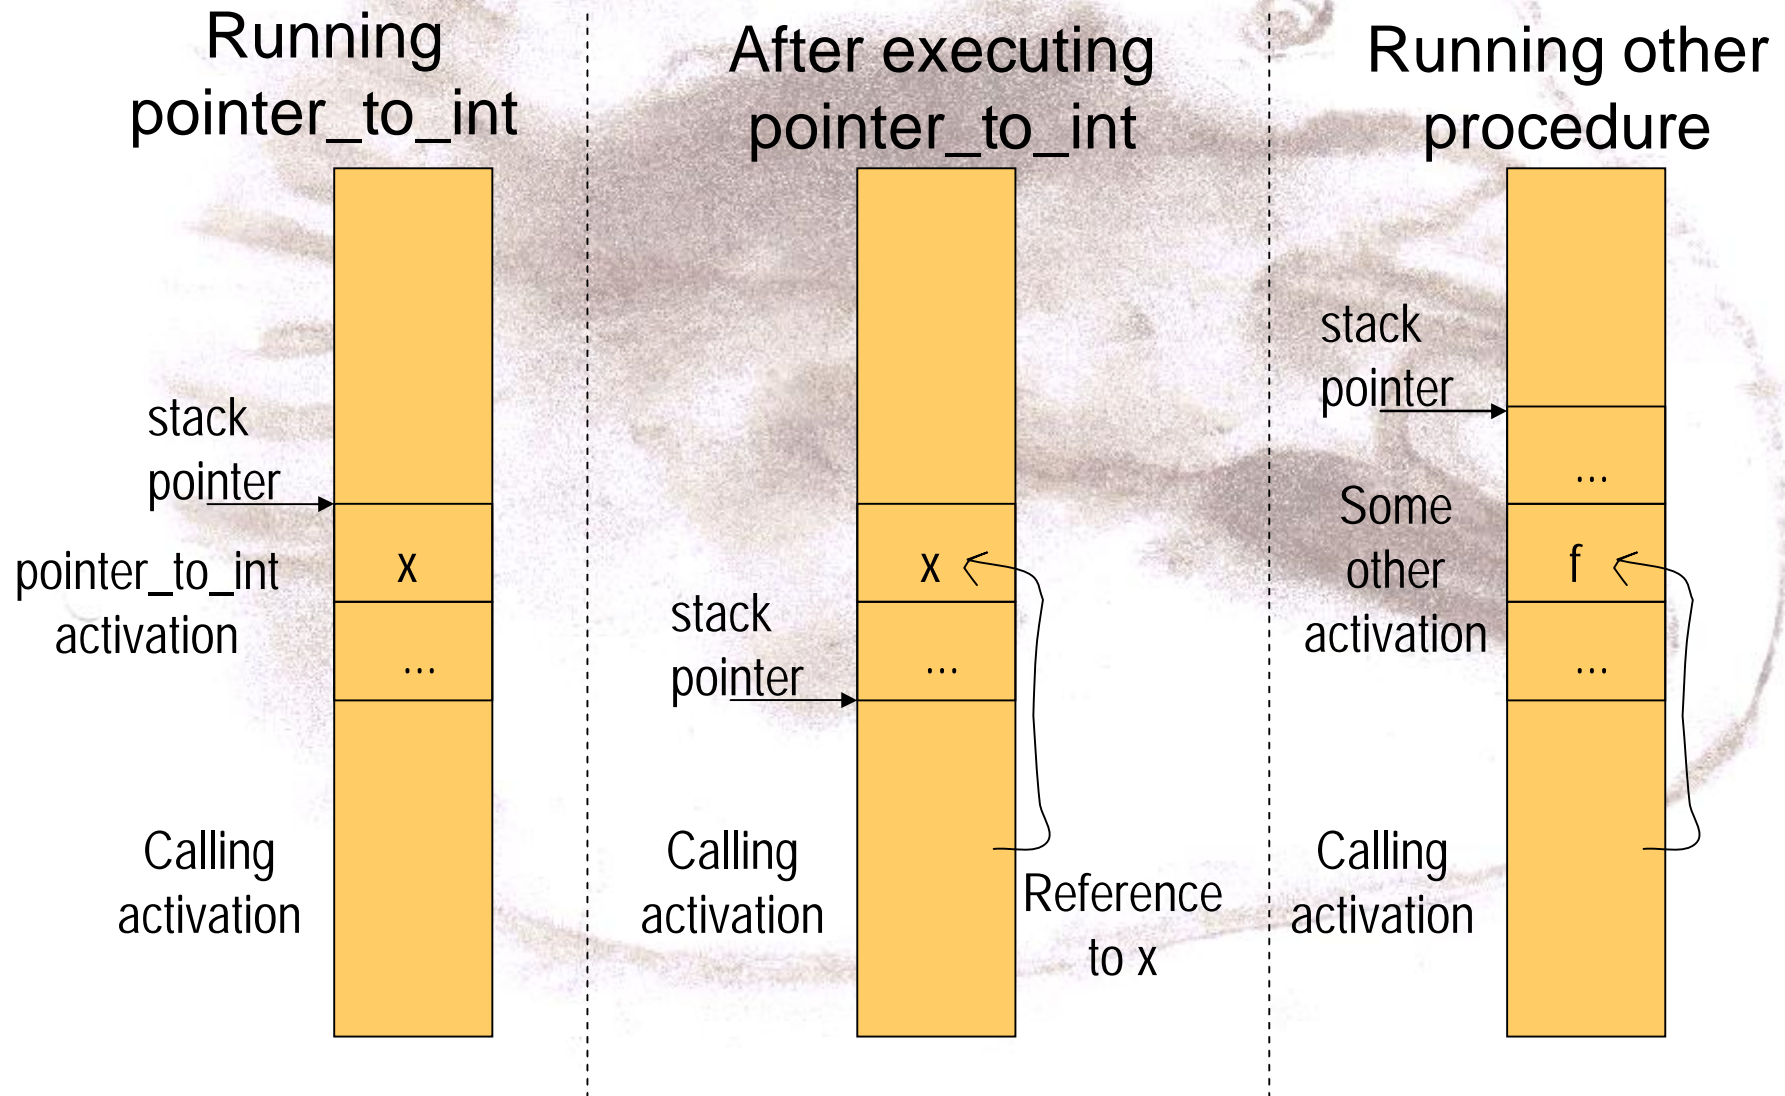 Running
pointer_to_int
stack
pointer
pointer_to_int
activation
x
...
Calling
activation
After executing
pointer_to_int
x
stack
pointer
...
Calling
activation
Reference
to x
Running other
procedure
stack
pointer
...
Some
other
activation
f
...
Calling
activation